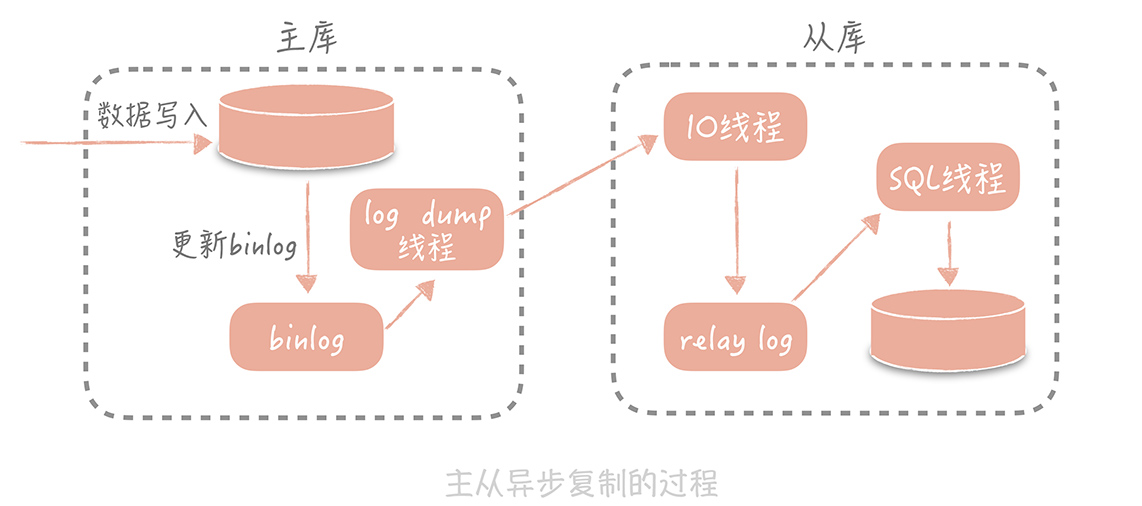 主库
从库
数据写入
IO线程
SQL线程
log dump
线程
更新binlog
binlog
relay log
主从异步复制的过程